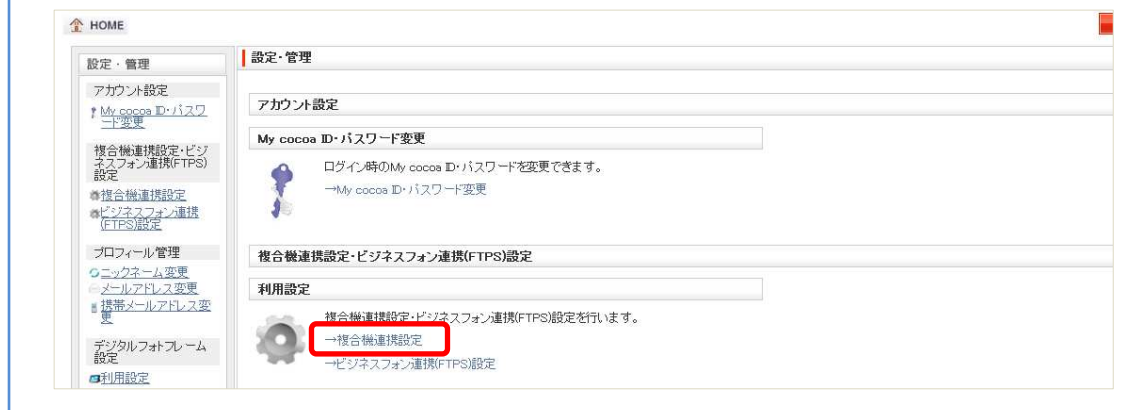 HOME
設定・管理
アカウント設定
My cocoa ID・パスワ
ード変更
複合機連携設定・ビジ
ネスフォン連携(FTPS)
設定
複合機連携設定
ビジネスフォン連携
(FTPS)設定
プロフィール管理
ニックネーム変更
メールアドレス変更
携帯メールアドレス変
更
デジタルフォトフレーム
設定
利用設定
設定・管理
アカウント設定
My cocoa ID・パスワード変更
ログイン時のMy cocoa ID・パスワードを変更できます。
→My cocoa ID・パスワード変更
複合機連携設定・ビジネスフォン連携(FTPS)設定
利用設定
複合機連携設定・ビジネスフォン連携(FTPS)設定を行います。
→複合機連携設定
→ビジネスフォン連携(FTPS)設定